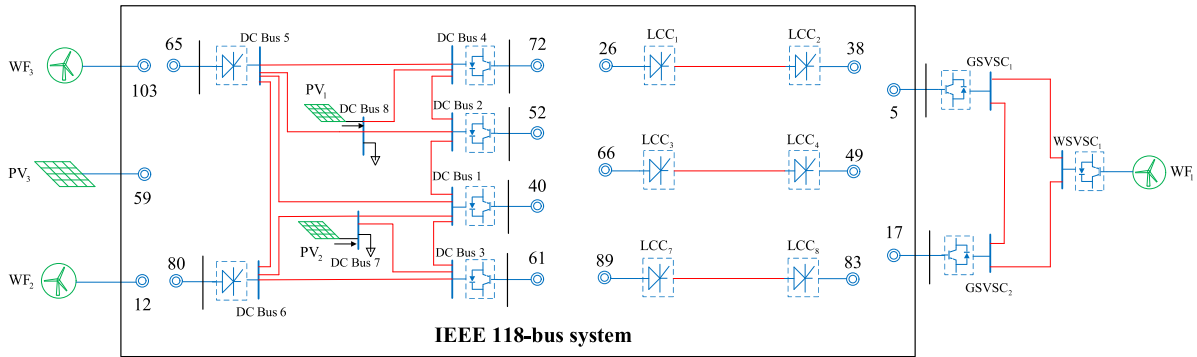 WF3
103
65
DC Bus 5
DC Bus 4
72
PV1
DC Bus 8
DC Bus 2
52
PV3
59
DC Bus 1
40
PV2
DC Bus 7
DC Bus 3
61
WF2
12
80
DC Bus 6
26
LCC1
LCC2
38
66
LCC3
LCC4
49
89
LCC7
LCC8
83
5
GSVSC1
WSVSC1
WF1
17
GSVSC2
IEEE 118-bus system